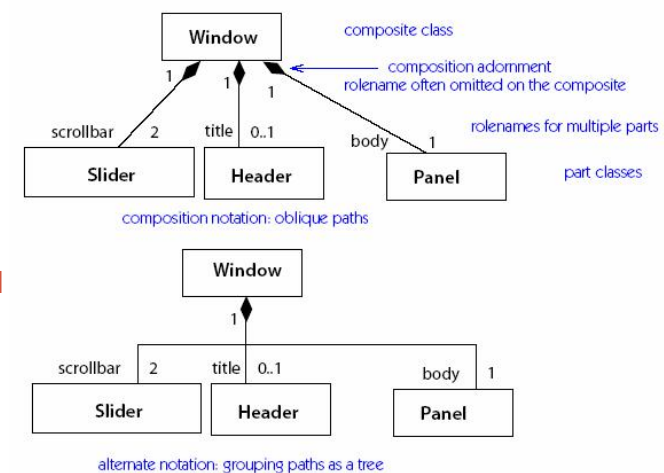 Window
composite class
1
1
1
composition adornment
rolename often omitted on the composite
scrollbar 2 title 0..1 body 1
rolenames for multiple parts
Slider Header Panel
part classes
composition notation: oblique paths
Window
1
scrollbar 2 title 0..1 body 1
Slider Header Panel
alternate notation: grouping paths as a tree